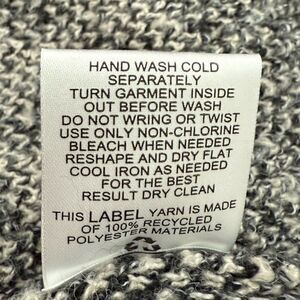 HAND WASH COLD
SEPARATELY
TURN GARMENT INSIDE
OUT BEFORE WASH
DO NOT WRING OR TWIST
USE ONLY NON-CHLORINE
BLEACH WHEN NEEDED
RESHAPE AND DRY FLAT
COOL IRON AS NEEDED
FOR THE BEST
RESULT DRY CLEAN
THIS LABEL YARN IS MADE
OF 100% RECYCLED
POLYESTER MATERIALS